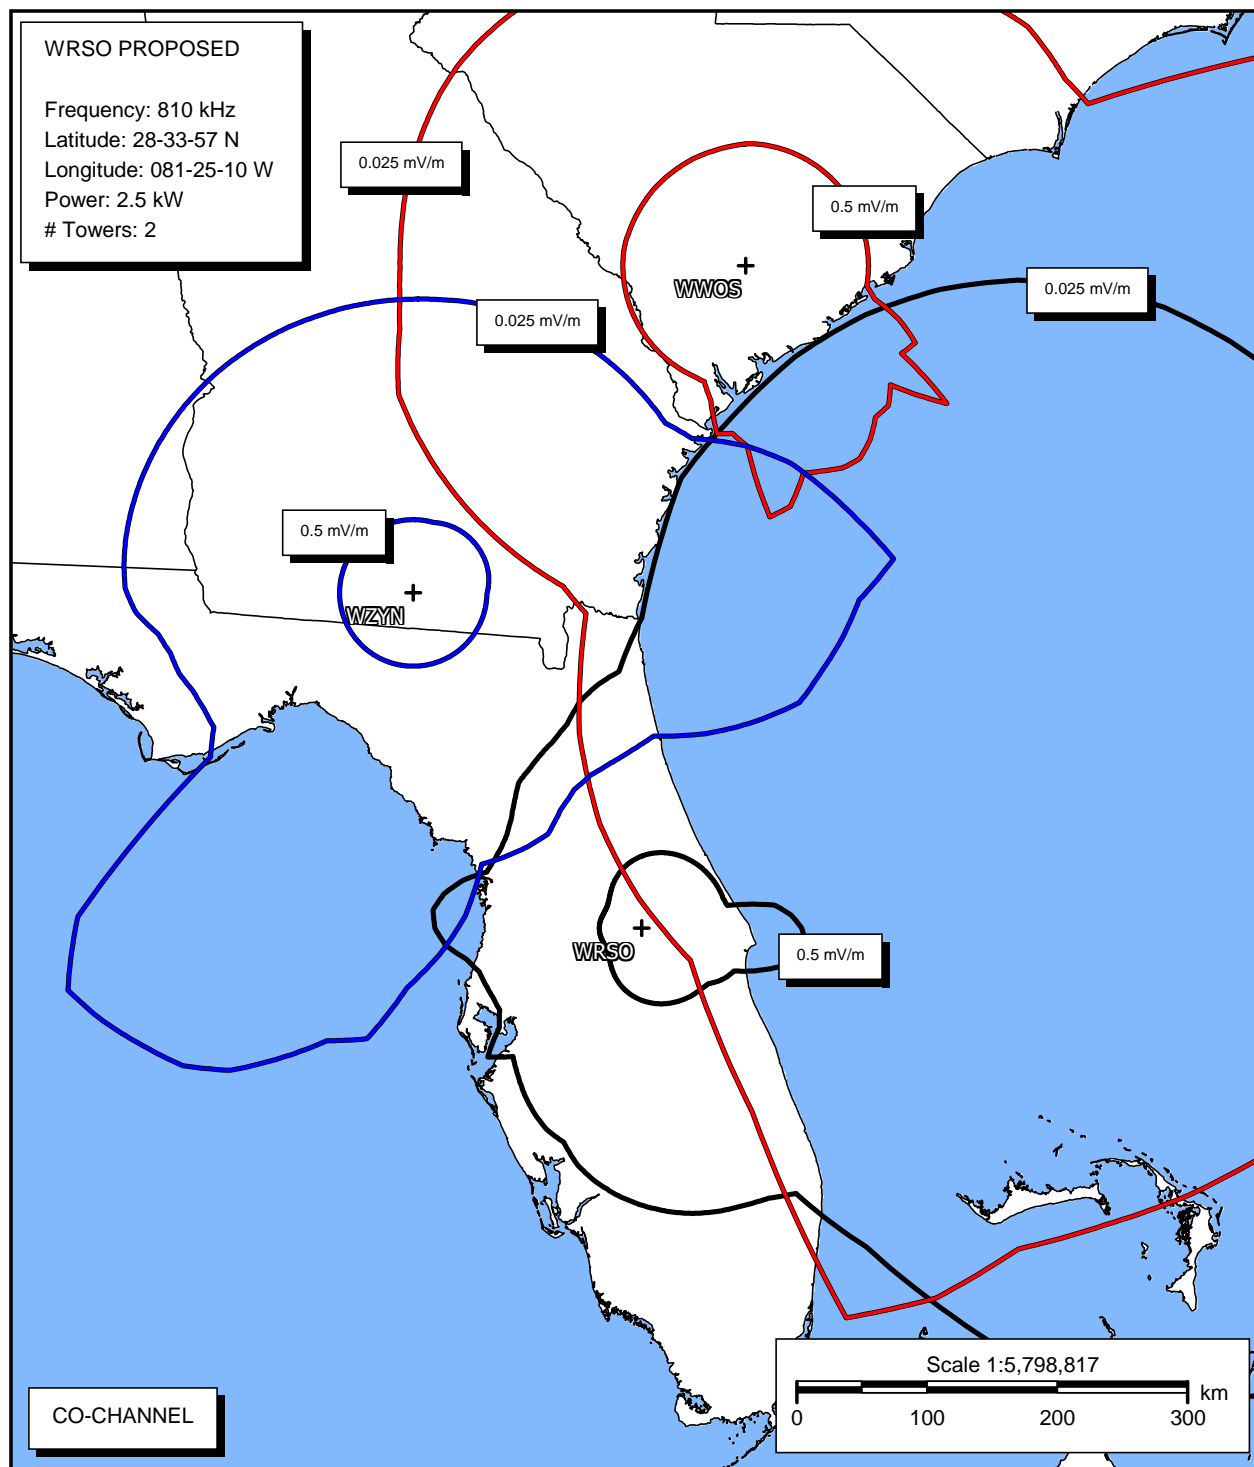 WRSO PROPOSED
Frequency: 810 kHz
Latitude: 28-33-57 N
Longitude: 081-25-10 W
Power: 2.5 kW
# Towers: 2
0.025 mV/m
0.5 mV/m
WWOS
0.025 mV/m
0.025 mV/m
0.5 mV/m
WZYN
WRSO
0.5 mV/m
Scale 1:5,798,817
km
0 100 200 300
CO-CHANNEL